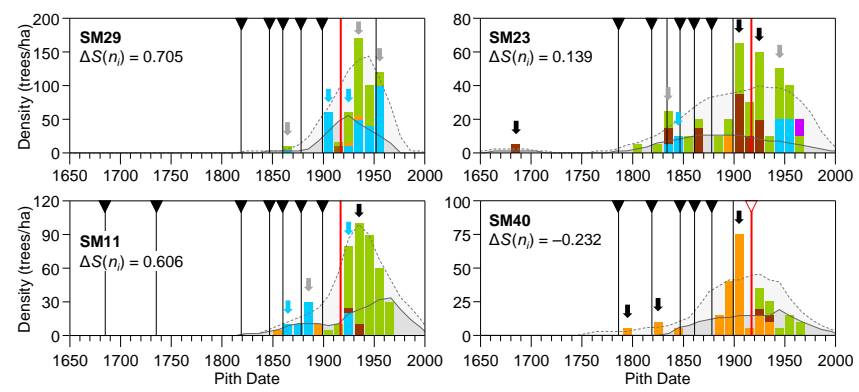 Density (trees/ha)
200
150
100
50
0
SM29
ΔS(nᵢ) = 0.705
1650 1700 1750 1800 1850 1900 1950 2000
80
60
40
20
0
SM23
ΔS(nᵢ) = 0.139
1650 1700 1750 1800 1850 1900 1950 2000
Density (trees/ha)
120
90
60
30
0
SM11
ΔS(nᵢ) = 0.606
1650 1700 1750 1800 1850 1900 1950 2000
Pith Date
100
75
50
25
0
SM40
ΔS(nᵢ) = –0.232
1650 1700 1750 1800 1850 1900 1950 2000
Pith Date